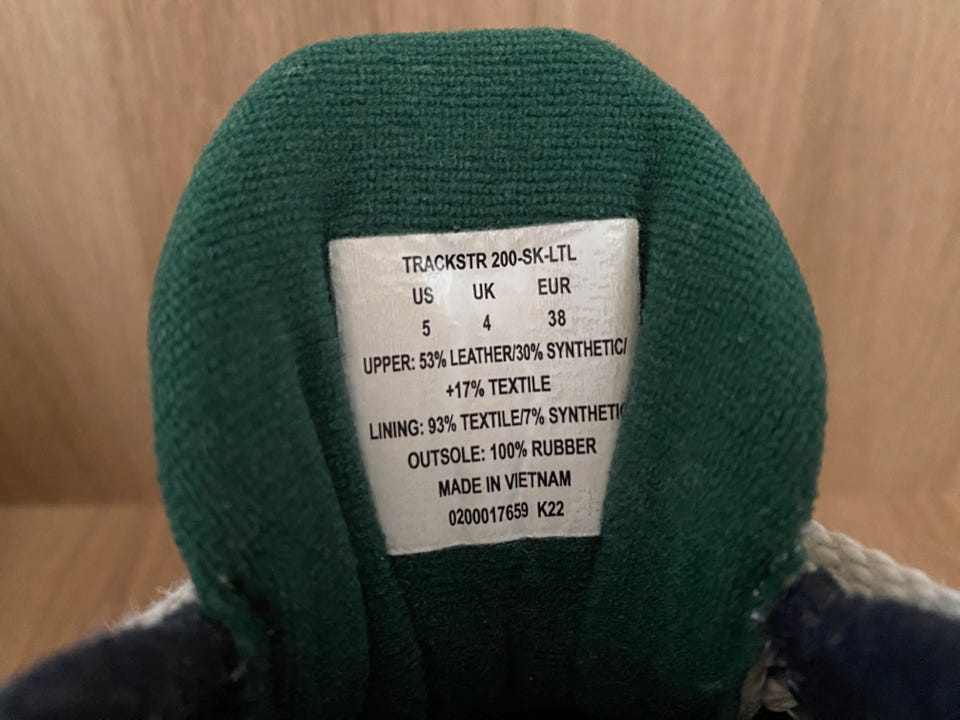 TRACKSTR 200-SK-LTL
US UK EUR
5 4 38
UPPER: 53% LEATHER/30% SYNTHETIC/
+17% TEXTILE
LINING: 93% TEXTILE/7% SYNTHETIC
OUTSOLE: 100% RUBBER
MADE IN VIETNAM
0200017659 K22